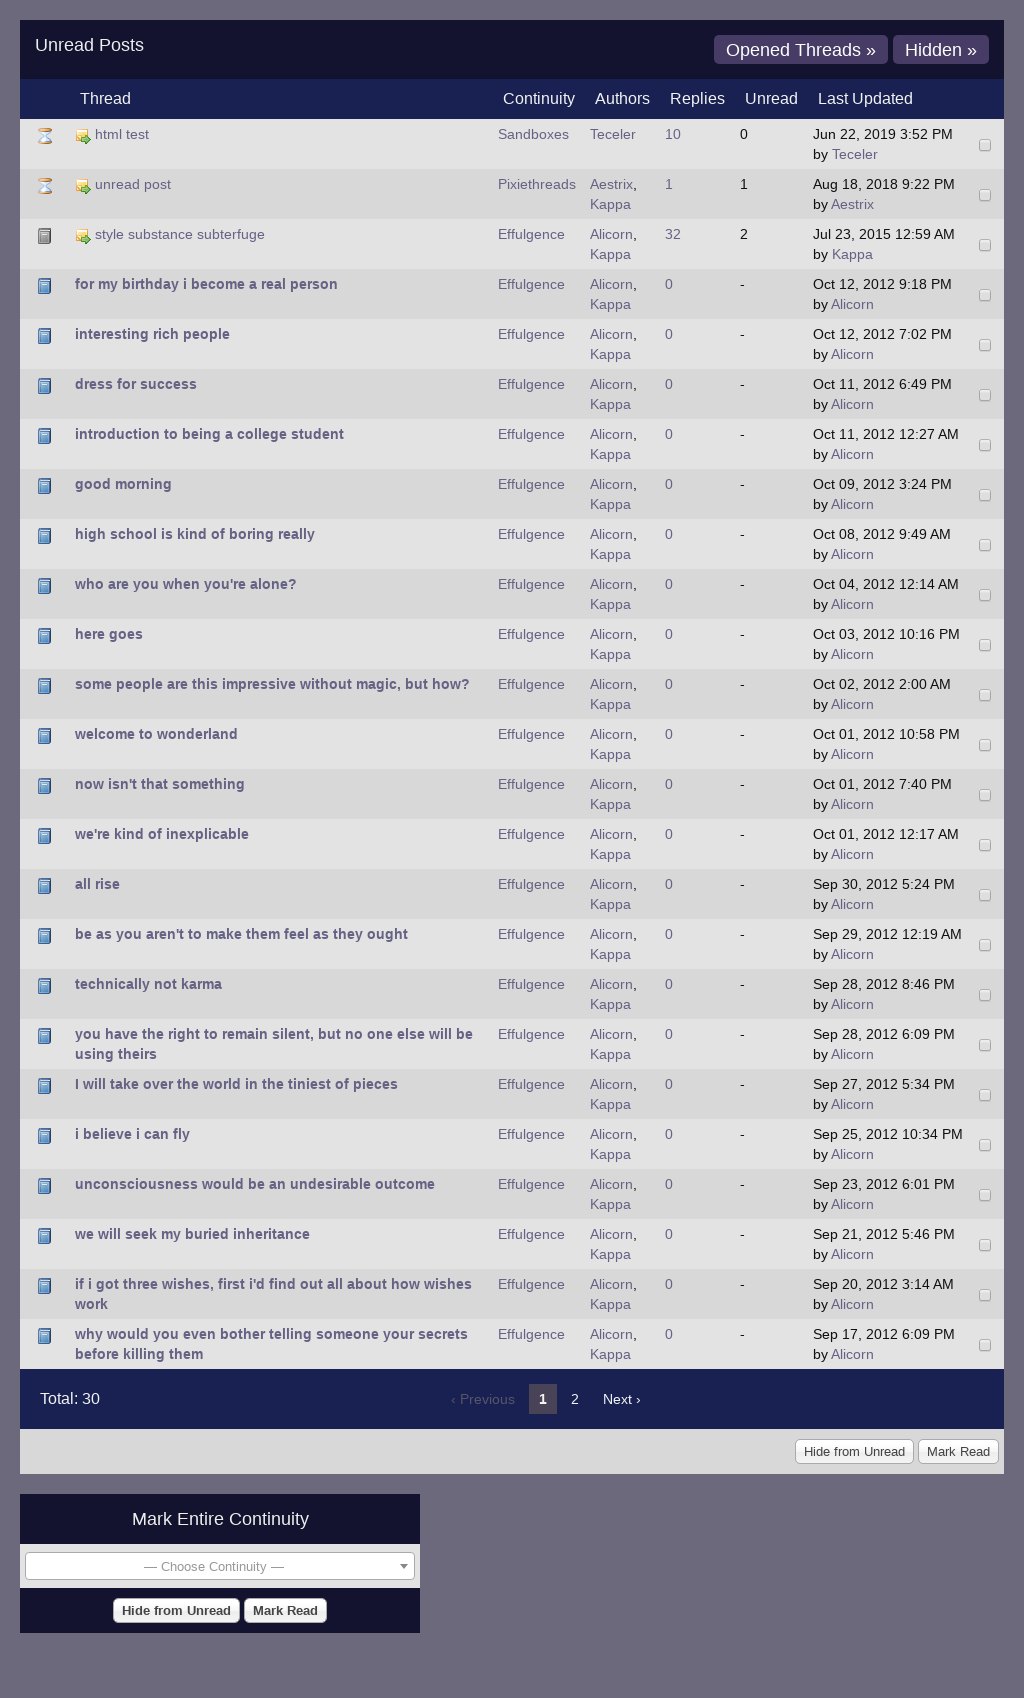 Unread Posts
Opened Threads » Hidden »
Thread Continuity Authors Replies Unread Last Updated
html test Sandboxes Teceler 10 0 Jun 22, 2019 3:52 PM
by Teceler
unread post Pixiethreads Aestrix, 1 1 Aug 18, 2018 9:22 PM
Kappa by Aestrix
style substance subterfuge Effulgence Alicorn, 32 2 Jul 23, 2015 12:59 AM
Kappa by Kappa
for my birthday i become a real person Effulgence Alicorn, 0 - Oct 12, 2012 9:18 PM
Kappa by Alicorn
interesting rich people Effulgence Alicorn, 0 - Oct 12, 2012 7:02 PM
Kappa by Alicorn
dress for success Effulgence Alicorn, 0 - Oct 11, 2012 6:49 PM
Kappa by Alicorn
introduction to being a college student Effulgence Alicorn, 0 - Oct 11, 2012 12:27 AM
Kappa by Alicorn
good morning Effulgence Alicorn, 0 - Oct 09, 2012 3:24 PM
Kappa by Alicorn
high school is kind of boring really Effulgence Alicorn, 0 - Oct 08, 2012 9:49 AM
Kappa by Alicorn
who are you when you're alone? Effulgence Alicorn, 0 - Oct 04, 2012 12:14 AM
Kappa by Alicorn
here goes Effulgence Alicorn, 0 - Oct 03, 2012 10:16 PM
Kappa by Alicorn
some people are this impressive without magic, but how? Effulgence Alicorn, 0 - Oct 02, 2012 2:00 AM
Kappa by Alicorn
welcome to wonderland Effulgence Alicorn, 0 - Oct 01, 2012 10:58 PM
Kappa by Alicorn
now isn't that something Effulgence Alicorn, 0 - Oct 01, 2012 7:40 PM
Kappa by Alicorn
we're kind of inexplicable Effulgence Alicorn, 0 - Oct 01, 2012 12:17 AM
Kappa by Alicorn
all rise Effulgence Alicorn, 0 - Sep 30, 2012 5:24 PM
Kappa by Alicorn
be as you aren't to make them feel as they ought Effulgence Alicorn, 0 - Sep 29, 2012 12:19 AM
Kappa by Alicorn
technically not karma Effulgence Alicorn, 0 - Sep 28, 2012 8:46 PM
Kappa by Alicorn
you have the right to remain silent, but no one else will be Effulgence Alicorn, 0 - Sep 28, 2012 6:09 PM
using theirs Kappa by Alicorn
I will take over the world in the tiniest of pieces Effulgence Alicorn, 0 - Sep 27, 2012 5:34 PM
Kappa by Alicorn
i believe i can fly Effulgence Alicorn, 0 - Sep 25, 2012 10:34 PM
Kappa by Alicorn
unconsciousness would be an undesirable outcome Effulgence Alicorn, 0 - Sep 23, 2012 6:01 PM
Kappa by Alicorn
we will seek my buried inheritance Effulgence Alicorn, 0 - Sep 21, 2012 5:46 PM
Kappa by Alicorn
if i got three wishes, first i'd find out all about how wishes Effulgence Alicorn, 0 - Sep 20, 2012 3:14 AM
work Kappa by Alicorn
why would you even bother telling someone your secrets Effulgence Alicorn, 0 - Sep 17, 2012 6:09 PM
before killing them Kappa by Alicorn
Total: 30 ‹ Previous 1 2 Next ›
Hide from Unread Mark Read
Mark Entire Continuity
— Choose Continuity —
Hide from Unread Mark Read